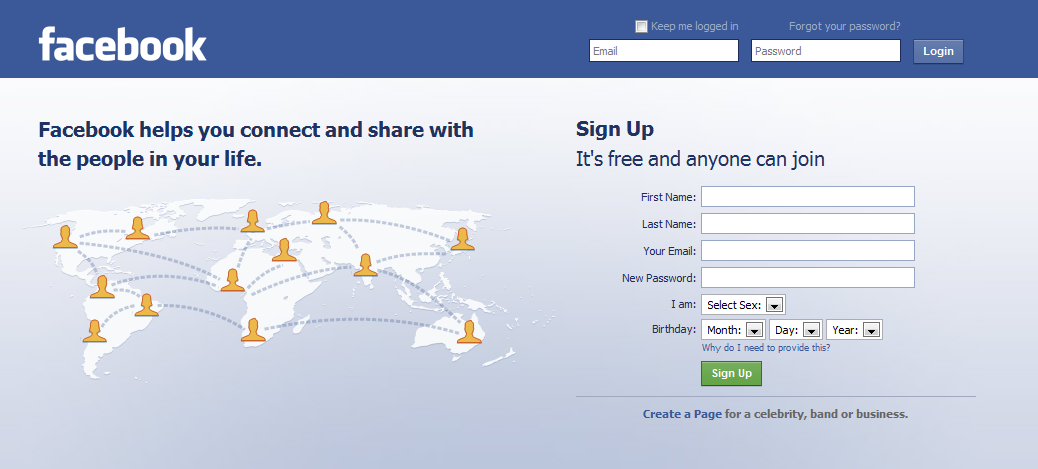 facebook
Keep me logged in
Forgot your password?
Email
Password
Login
Facebook helps you connect and share with
the people in your life.
Sign Up
It's free and anyone can join
First Name:
Last Name:
Your Email:
New Password:
I am:
Select Sex:
Birthday:
Month:
Day:
Year:
Why do I need to provide this?
Sign Up
Create a Page for a celebrity, band or business.